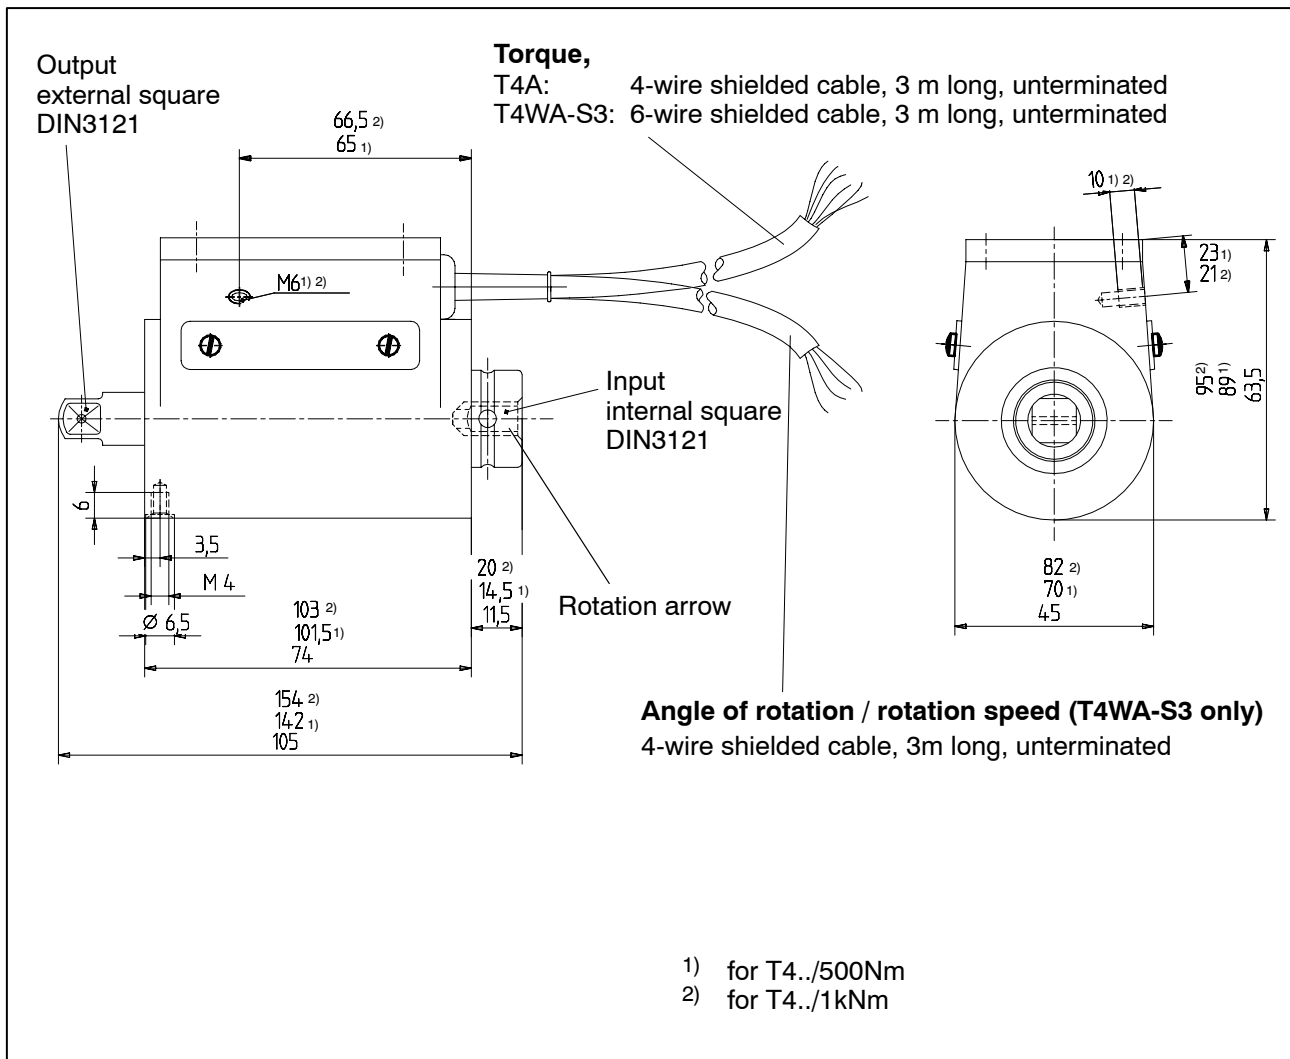 Output
external square
DIN3121
Torque,
T4A: 4-wire shielded cable, 3 m long, unterminated
T4WA-S3: 6-wire shielded cable, 3 m long, unterminated
66,5 2)
65 1)
10 1) 2)
M6 1) 2)
23 1)
21 2)
95 2)
89 1)
63,5
Input
internal square
DIN3121
6
3,5
M 4
Ø 6,5
20 2)
14,5 1)
11,5
Rotation arrow
103 2)
101,5 1)
74
82 2)
70 1)
45
154 2)
142 1)
105
Angle of rotation / rotation speed (T4WA-S3 only)
4-wire shielded cable, 3m long, unterminated
1) for T4../500Nm
2) for T4../1kNm